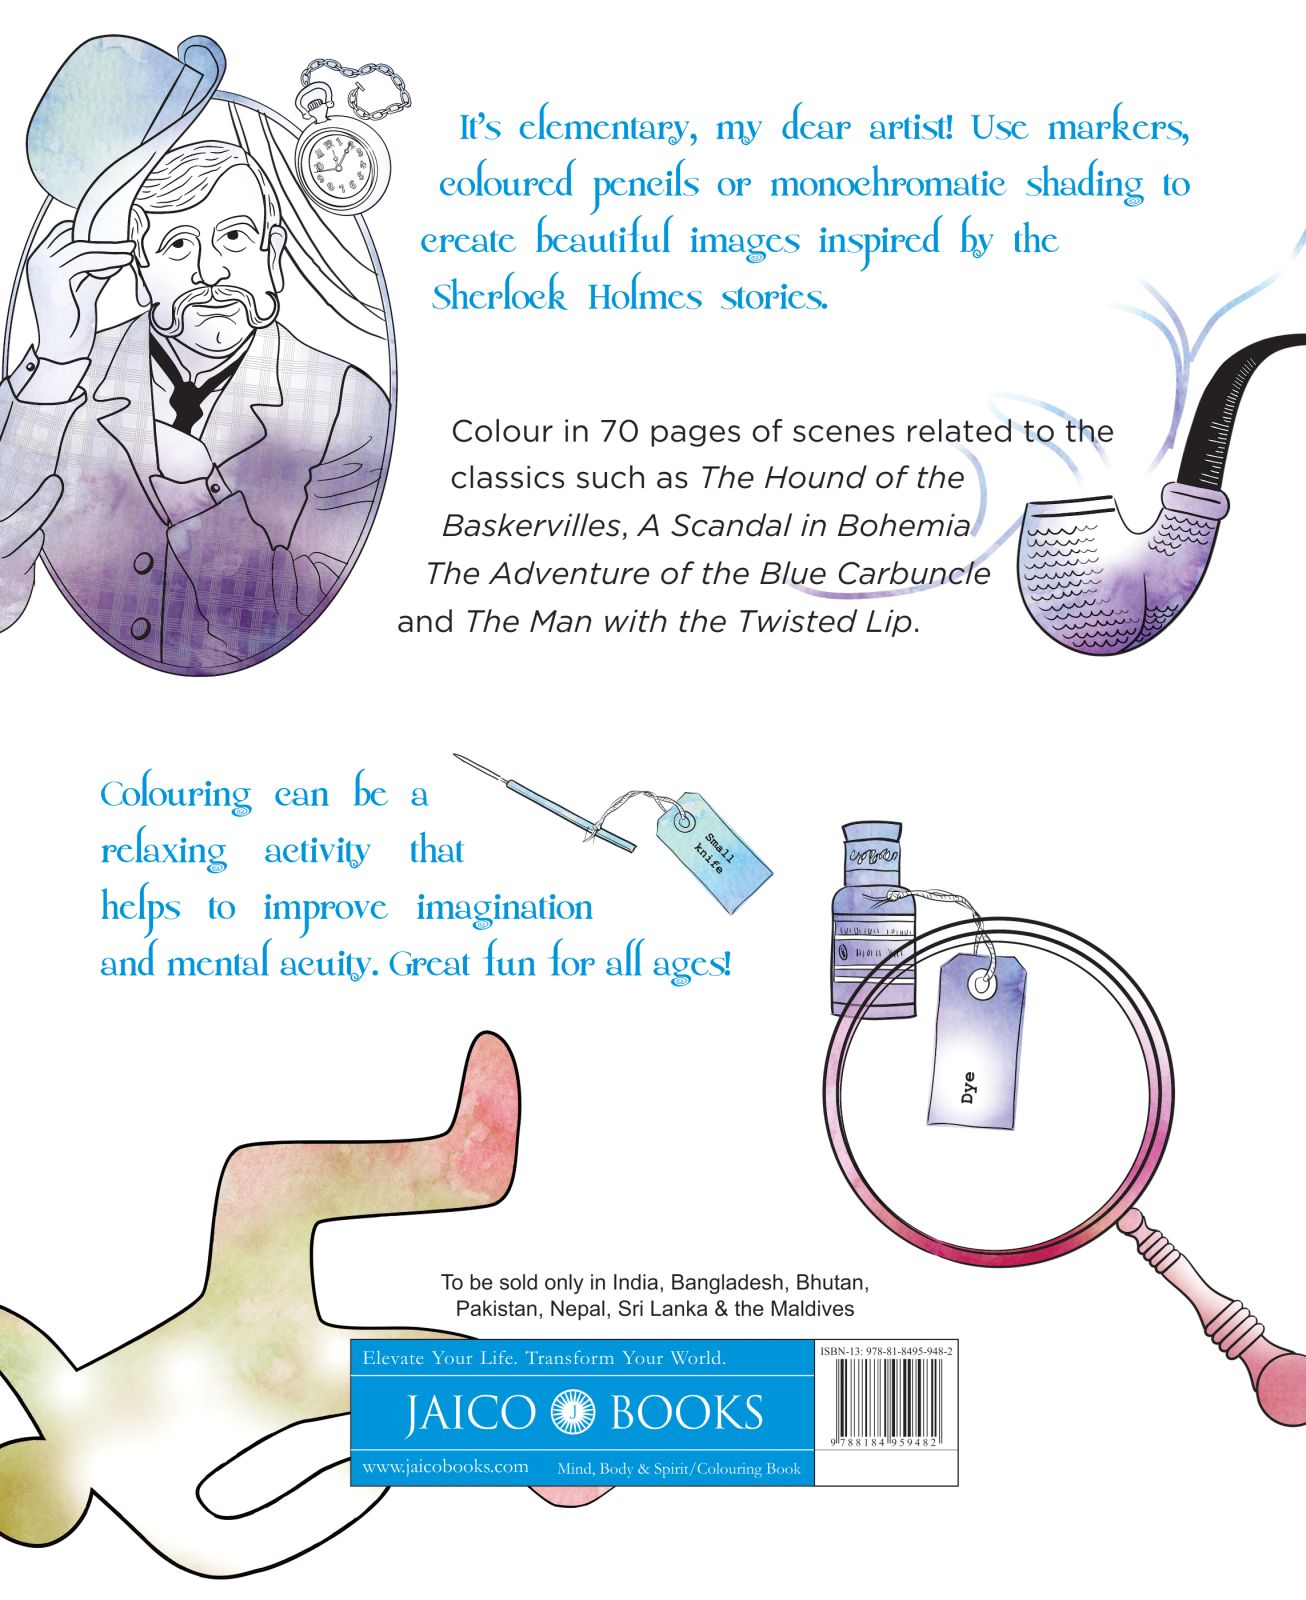 It's elementary, my dear artist! Use markers,
coloured pencils or monochromatic shading to
create beautiful images inspired by the
Sherlock Holmes stories.
Colour in 70 pages of scenes related to the
classics such as The Hound of the
Baskervilles, A Scandal in Bohemia
The Adventure of the Blue Carbuncle
and The Man with the Twisted Lip.
Colouring can be a
relaxing activity that
helps to improve imagination
and mental acuity. Great fun for all ages!
Small
knife
Dye
To be sold only in India, Bangladesh, Bhutan,
Pakistan, Nepal, Sri Lanka & the Maldives
Elevate Your Life. Transform Your World.
JAICO J BOOKS
www.jaicobooks.com Mind, Body & Spirit/Colouring Book
ISBN-13: 978-81-8495-948-2
9 788184 959482